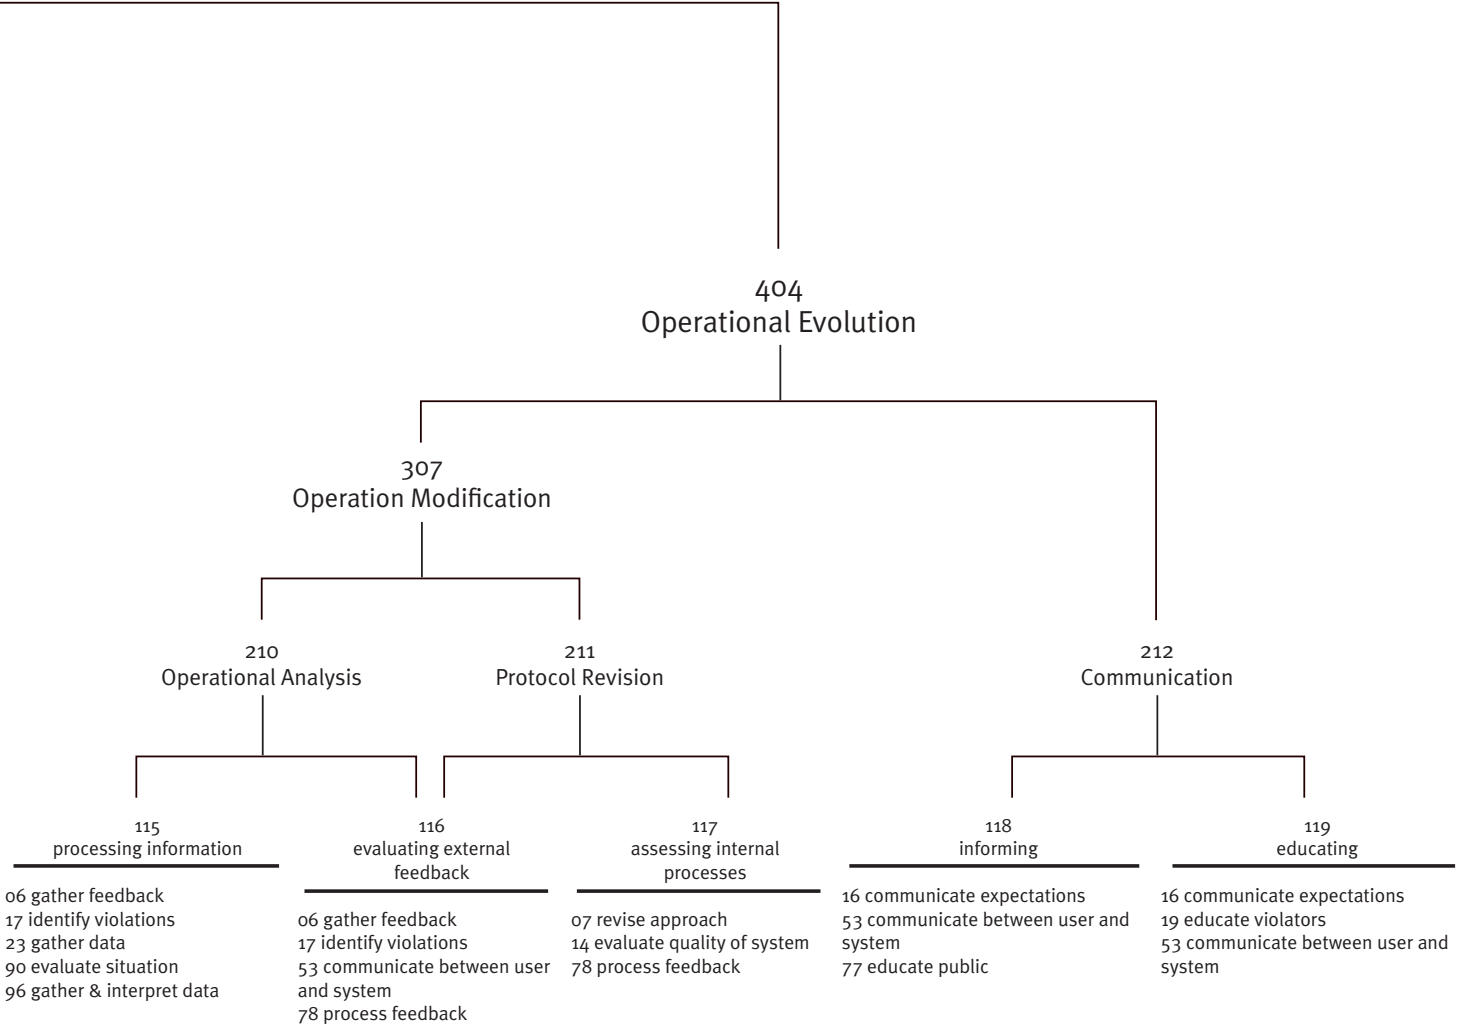 404
Operational Evolution
307
Operation Modification
210
Operational Analysis
211
Protocol Revision
212
Communication
115
processing information
06 gather feedback
17 identify violations
23 gather data
90 evaluate situation
96 gather & interpret data
116
evaluating external
feedback
06 gather feedback
17 identify violations
53 communicate between user
and system
78 process feedback
117
assessing internal
processes
07 revise approach
14 evaluate quality of system
78 process feedback
118
informing
16 communicate expectations
53 communicate between user and
system
77 educate public
119
educating
16 communicate expectations
19 educate violators
53 communicate between user and
system